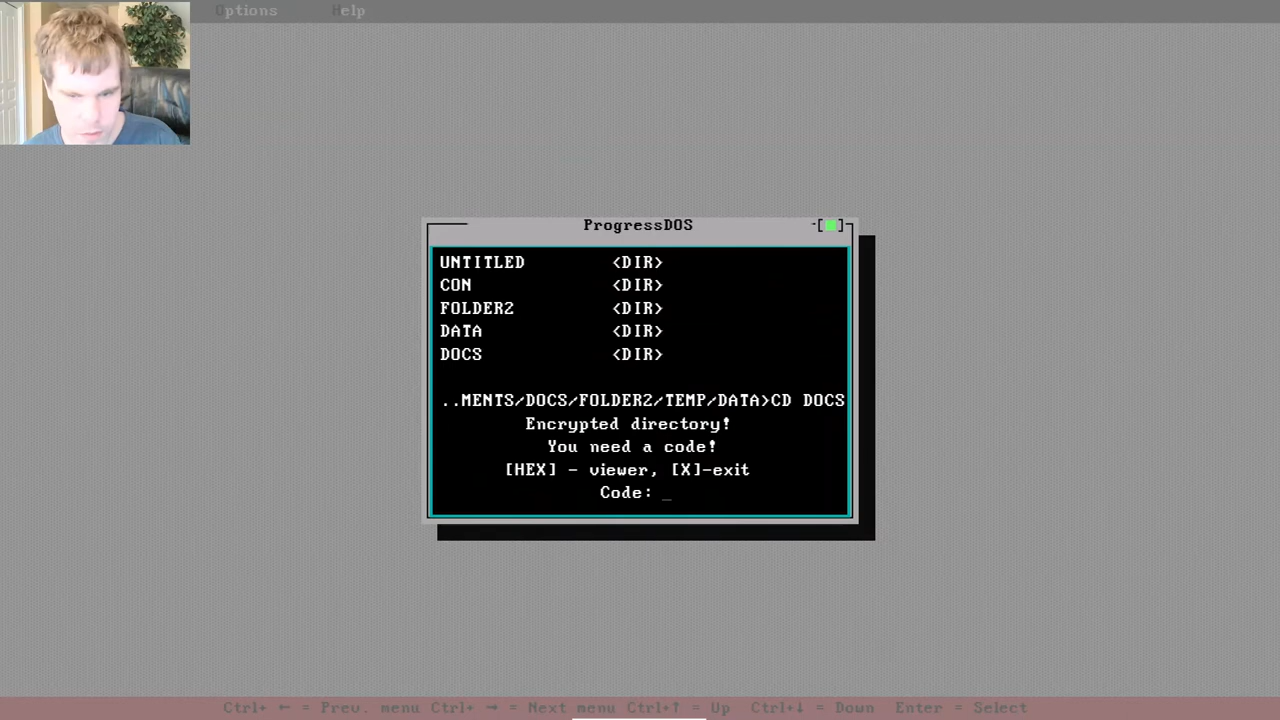 Options Help
ProgressDOS
[■]
UNTITLED <DIR>
CON <DIR>
FOLDER2 <DIR>
DATA <DIR>
DOCS <DIR>
..MENTS/DOCS/FOLDER2/TEMP/DATA>CD DOCS
Encrypted directory!
You need a code!
[HEX] - viewer, [X]-exit
Code: _
Ctrl+ ← = Prev. menu Ctrl+ → = Next menu Ctrl+↑ = Up Ctrl+↓ = Down Enter = Select